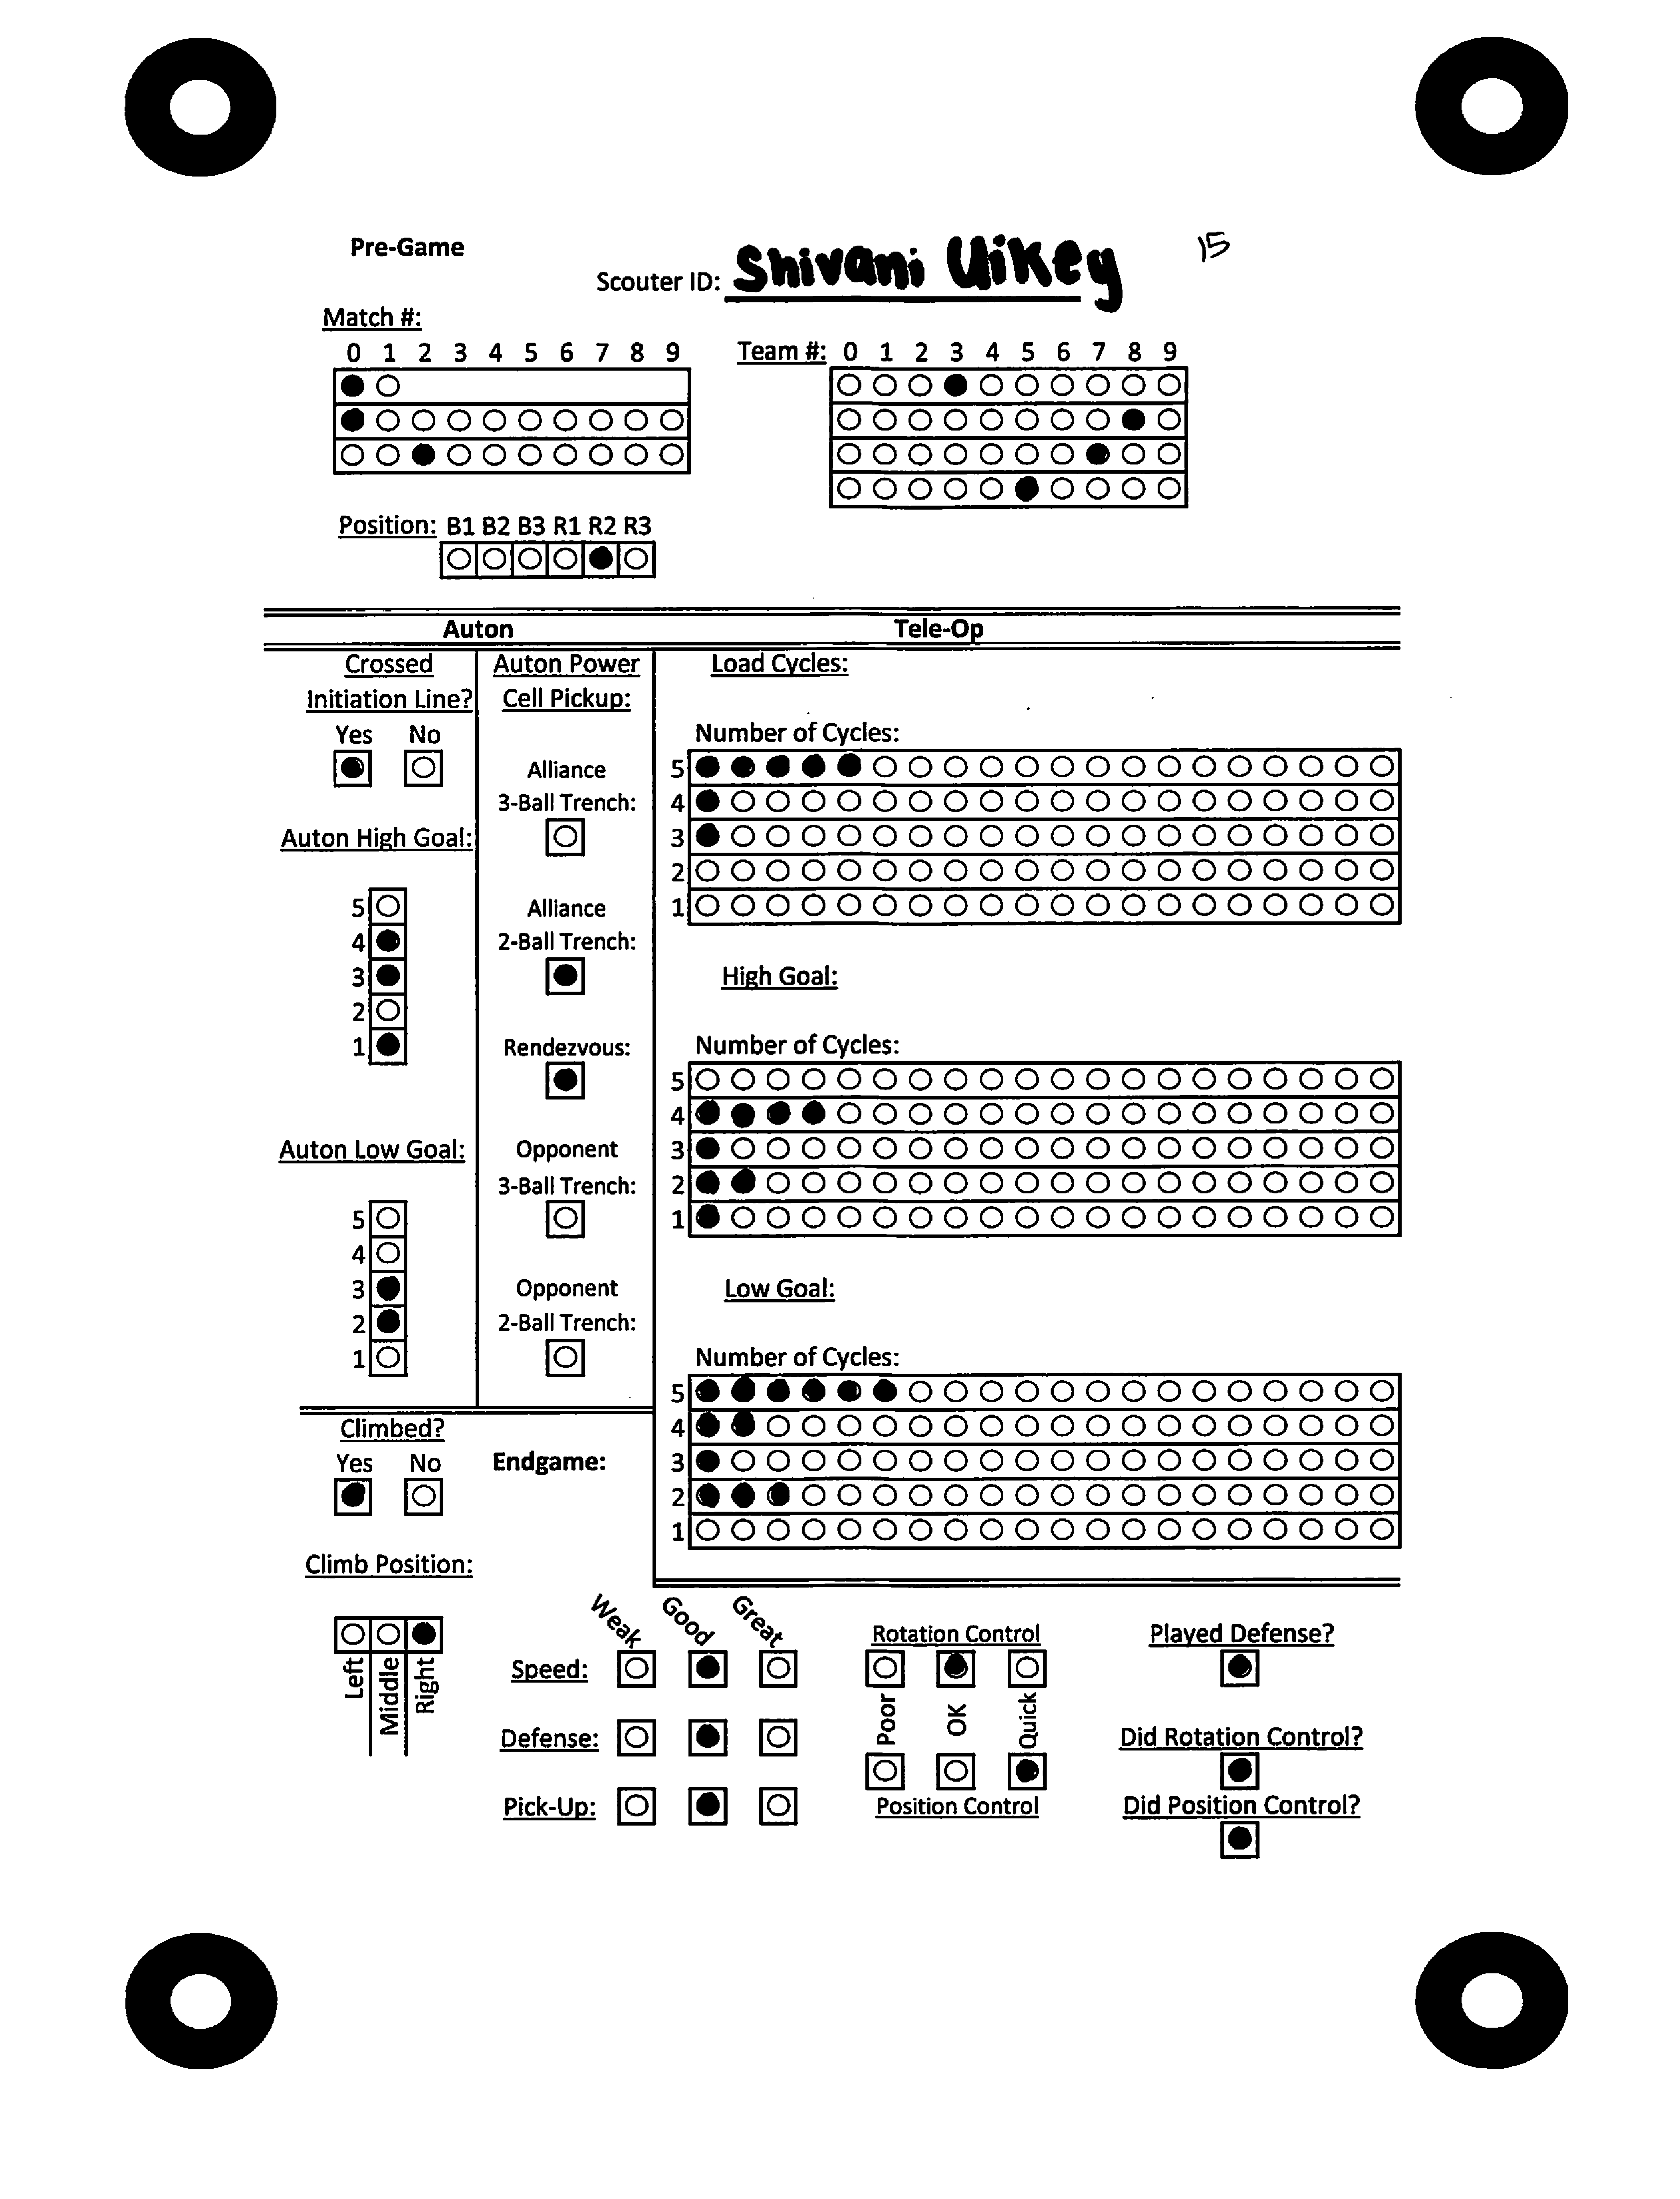 Pre-Game
Scouter ID: Shivani Uikey
15
Match #:
0 1 2 3 4 5 6 7 8 9
Team #: 0 1 2 3 4 5 6 7 8 9
Position: B1 B2 B3 R1 R2 R3
Auton
Tele-Op
Crossed
Initiation Line?
Yes No
Auton High Goal:
5
4
3
2
1
Auton Low Goal:
5
4
3
2
1
Auton Power
Cell Pickup:
Alliance
3-Ball Trench:
Alliance
2-Ball Trench:
Rendezvous:
Opponent
3-Ball Trench:
Opponent
2-Ball Trench:
Load Cycles:
Number of Cycles:
5
4
3
2
1
High Goal:
Number of Cycles:
5
4
3
2
1
Low Goal:
Number of Cycles:
5
4
3
2
1
Climbed?
Yes No
Endgame:
Climb Position:
Left
Middle
Right
Weak Good Great
Speed:
Defense:
Pick-Up:
Rotation Control
Poor OK Quick
Position Control
Played Defense?
Did Rotation Control?
Did Position Control?